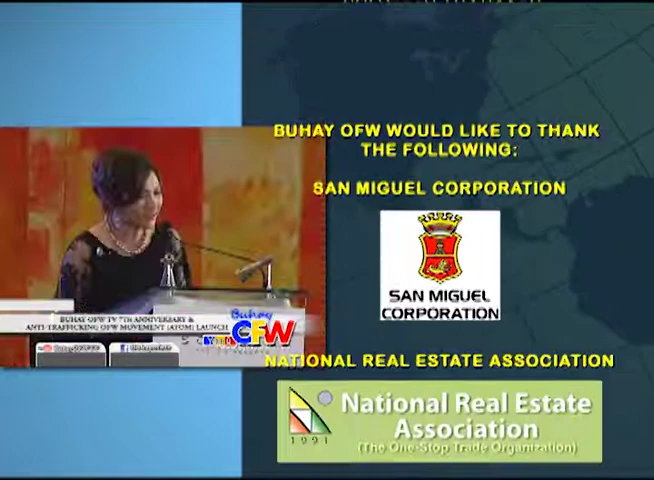 BUHAY OFW WOULD LIKE TO THANK
THE FOLLOWING:
SAN MIGUEL CORPORATION
SAN MIGUEL
CORPORATION
BUHAY OFW TV 7TH ANNIVERSARY &
ANTI-TRAFFICKING OFW MOVEMENT (ATOM) LAUNCH
Buhay
OFW
NATIONAL REAL ESTATE ASSOCIATION
1991
National Real Estate
Association
(The One-Stop Trade Organization)